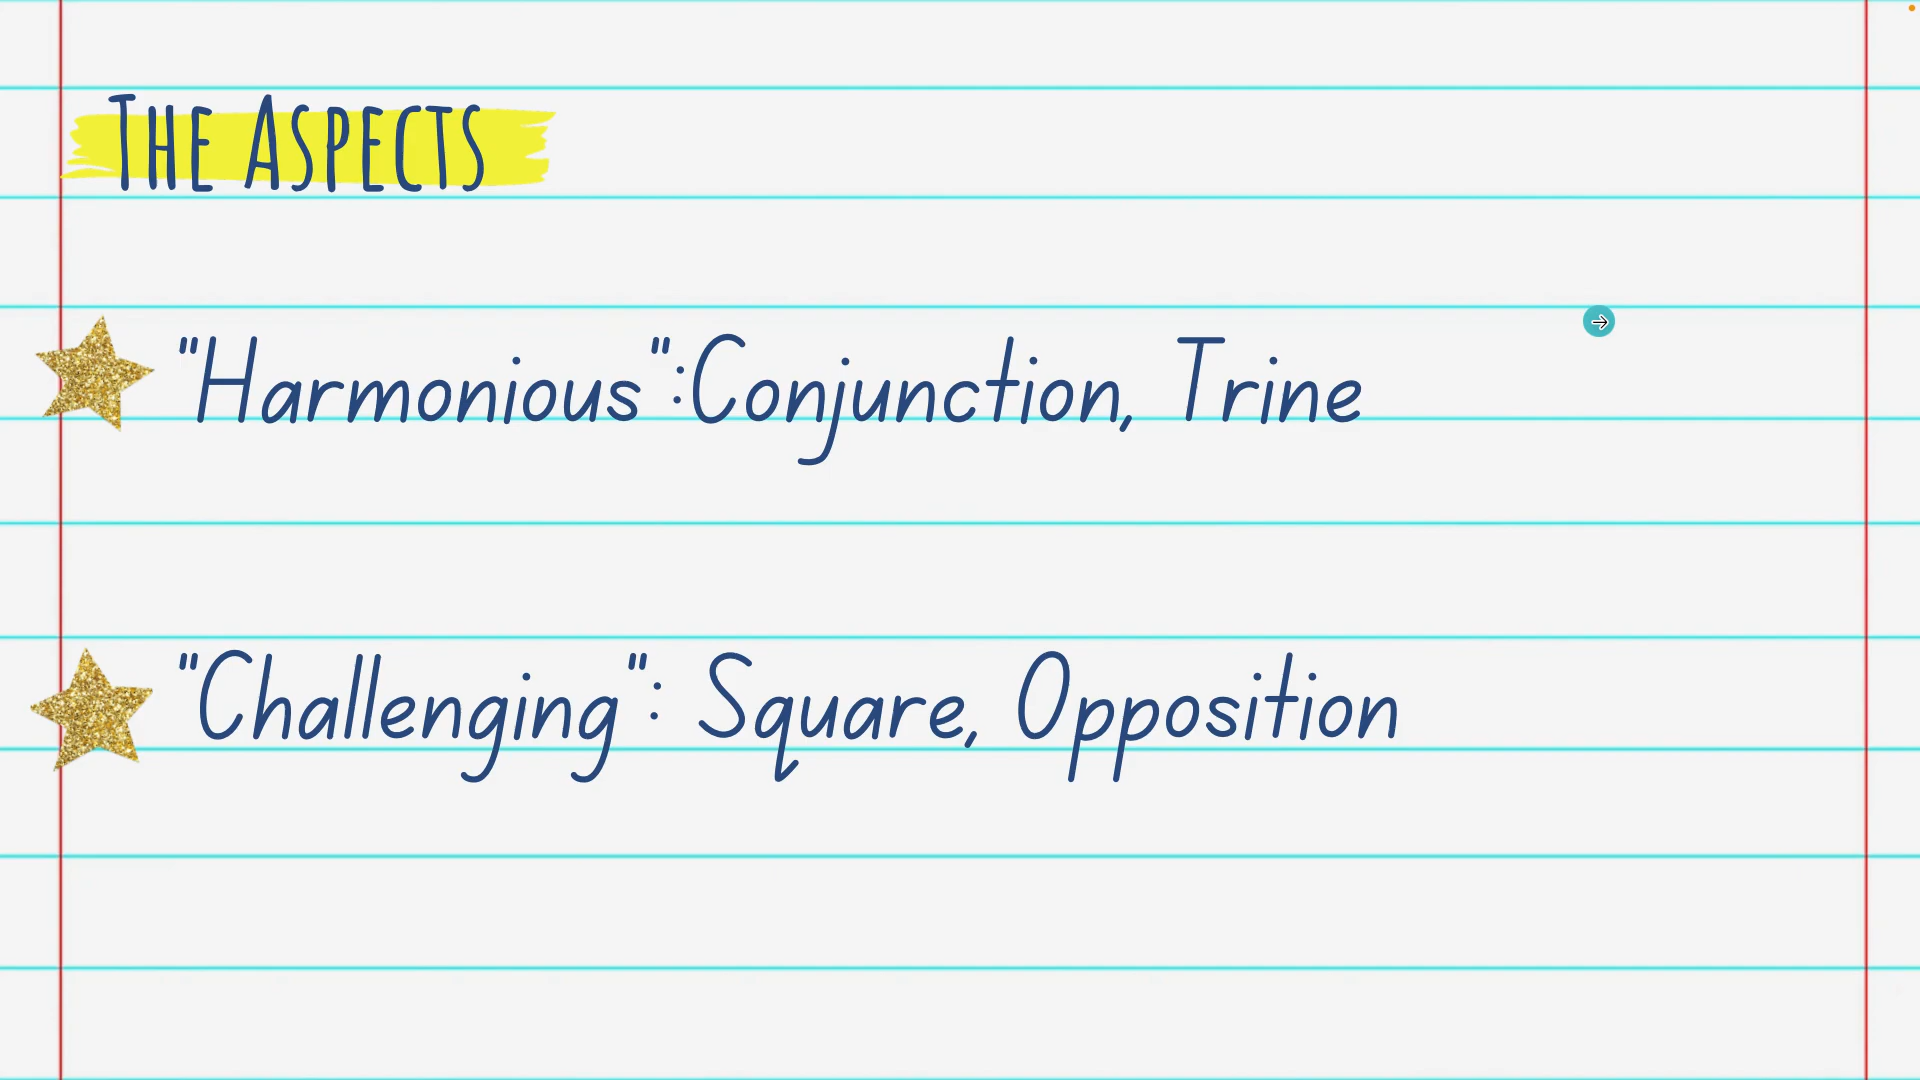 The Aspects
"Harmonious":Conjunction, Trine
"Challenging": Square, Opposition